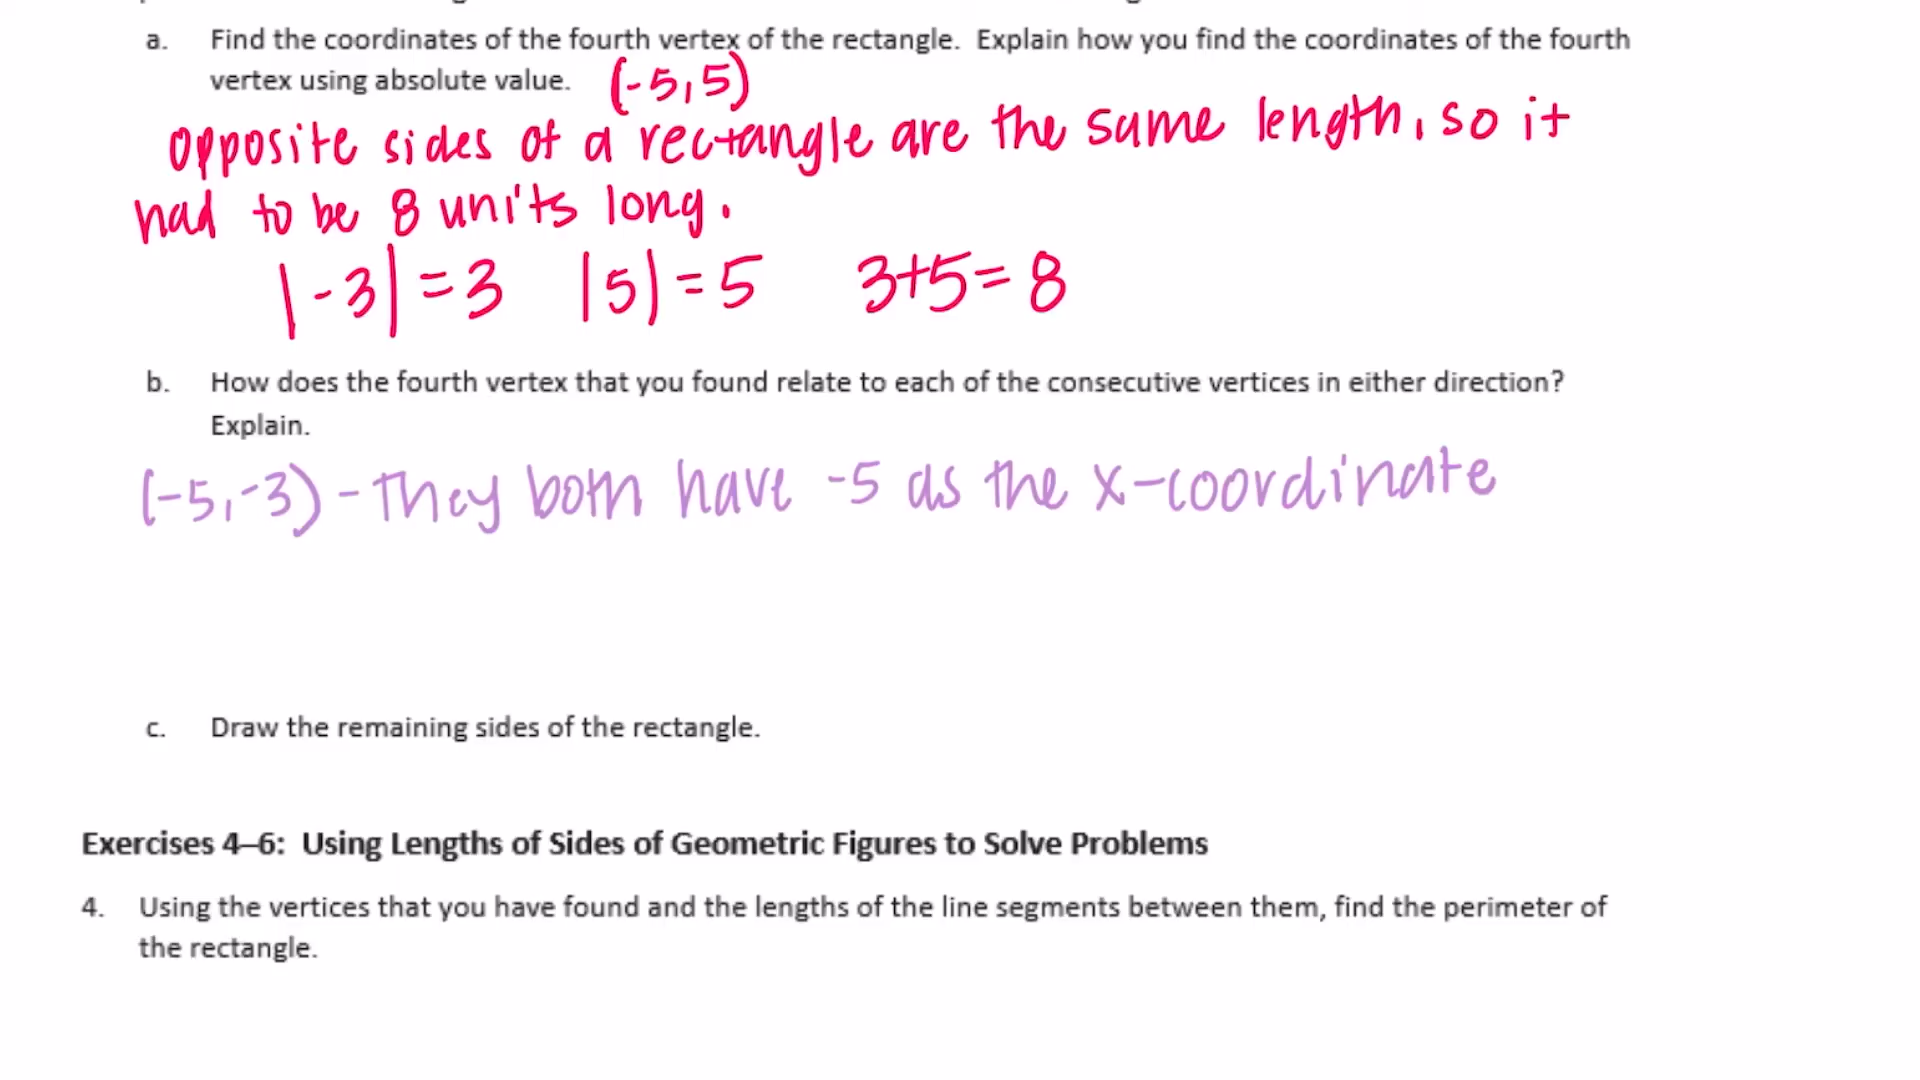 a. Find the coordinates of the fourth vertex of the rectangle. Explain how you find the coordinates of the fourth
vertex using absolute value. (-5,5)
opposite sides of a rectangle are the same length, so it
had to be 8 units long.
|-3|=3 |5|=5 3+5=8
b. How does the fourth vertex that you found relate to each of the consecutive vertices in either direction?
Explain.
(-5,-3) - They both have -5 as the x-coordinate
c. Draw the remaining sides of the rectangle.
Exercises 4–6: Using Lengths of Sides of Geometric Figures to Solve Problems
4. Using the vertices that you have found and the lengths of the line segments between them, find the perimeter of
the rectangle.